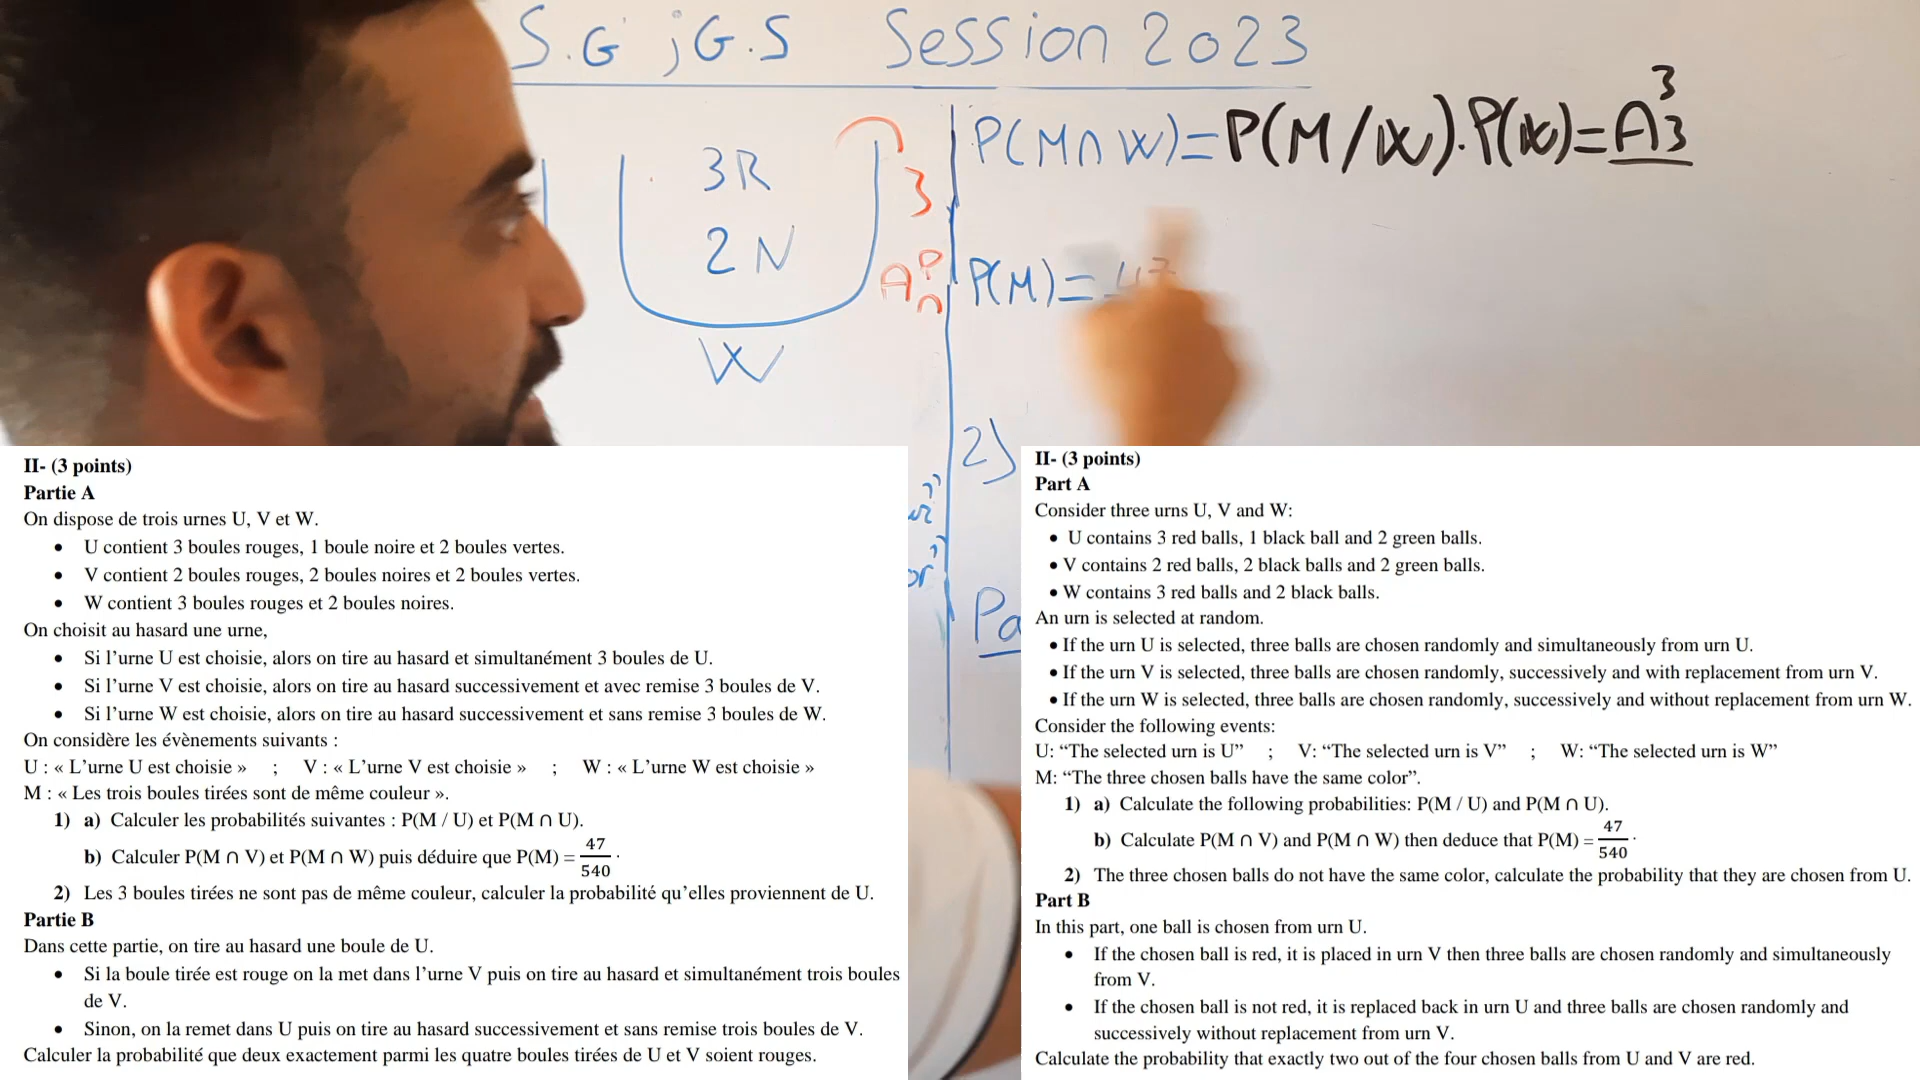 S.G ; G.S Session 2023
3R
2N
W
3
A P n
P(M∩W)=P(M/W).P(W)=A 3 3
P(M)=
2)
II- (3 points)
Partie A
On dispose de trois urnes U, V et W.
• U contient 3 boules rouges, 1 boule noire et 2 boules vertes.
• V contient 2 boules rouges, 2 boules noires et 2 boules vertes.
• W contient 3 boules rouges et 2 boules noires.
On choisit au hasard une urne,
• Si l’urne U est choisie, alors on tire au hasard et simultanément 3 boules de U.
• Si l’urne V est choisie, alors on tire au hasard successivement et avec remise 3 boules de V.
• Si l’urne W est choisie, alors on tire au hasard successivement et sans remise 3 boules de W.
On considère les évènements suivants :
U : « L’urne U est choisie » ; V : « L’urne V est choisie » ; W : « L’urne W est choisie »
M : « Les trois boules tirées sont de même couleur ».
1) a) Calculer les probabilités suivantes : P(M / U) et P(M ∩ U).
b) Calculer P(M ∩ V) et P(M ∩ W) puis déduire que P(M) = 47/540.
2) Les 3 boules tirées ne sont pas de même couleur, calculer la probabilité qu’elles proviennent de U.
Partie B
Dans cette partie, on tire au hasard une boule de U.
• Si la boule tirée est rouge on la met dans l’urne V puis on tire au hasard et simultanément trois boules
de V.
• Sinon, on la remet dans U puis on tire au hasard successivement et sans remise trois boules de V.
Calculer la probabilité que deux exactement parmi les quatre boules tirées de U et V soient rouges.
II- (3 points)
Part A
Consider three urns U, V and W:
• U contains 3 red balls, 1 black ball and 2 green balls.
• V contains 2 red balls, 2 black balls and 2 green balls.
• W contains 3 red balls and 2 black balls.
An urn is selected at random.
• If the urn U is selected, three balls are chosen randomly and simultaneously from urn U.
• If the urn V is selected, three balls are chosen randomly, successively and with replacement from urn V.
• If the urn W is selected, three balls are chosen randomly, successively and without replacement from urn W.
Consider the following events:
U: “The selected urn is U” ; V: “The selected urn is V” ; W: “The selected urn is W”
M: “The three chosen balls have the same color”.
1) a) Calculate the following probabilities: P(M / U) and P(M ∩ U).
b) Calculate P(M ∩ V) and P(M ∩ W) then deduce that P(M) = 47/540.
2) The three chosen balls do not have the same color, calculate the probability that they are chosen from U.
Part B
In this part, one ball is chosen from urn U.
• If the chosen ball is red, it is placed in urn V then three balls are chosen randomly and simultaneously
from V.
• If the chosen ball is not red, it is replaced back in urn U and three balls are chosen randomly and
successively without replacement from urn V.
Calculate the probability that exactly two out of the four chosen balls from U and V are red.